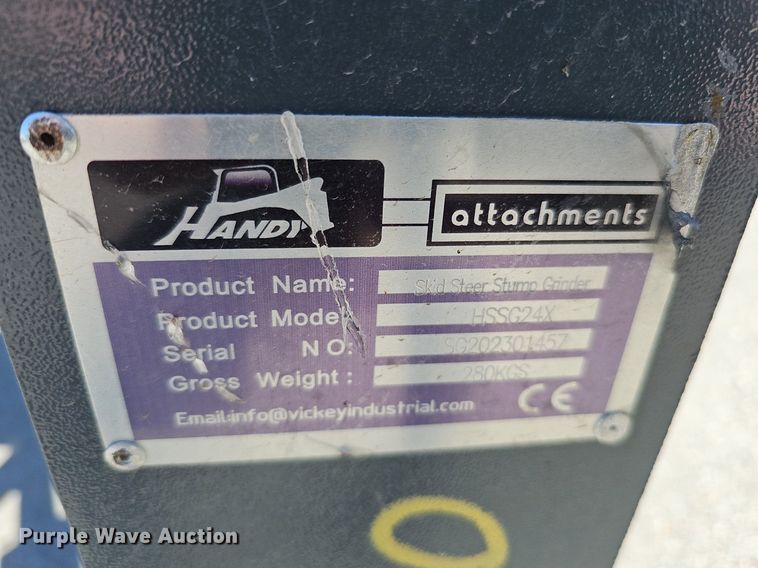 HANDY attachments
Product Name: Skid Steer Stump Grinder
Product Model: HSSG24X
Serial NO: SG202301457
Gross Weight: 280KGS
Email:info@vickeyindustrial.com CE
Purple Wave Auction